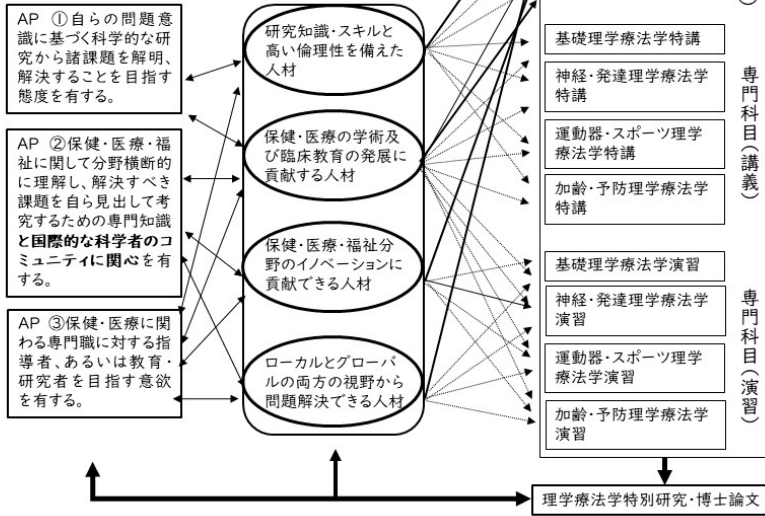 AP ①自らの問題意
識に基づく科学的な研
究から諸課題を解明、
解決することを目指す
態度を有する。
AP ②保健・医療・福
祉に関して分野横断的
に理解し、解決すべき
課題を自ら見出して考
究するための専門知識
と国際的な科学者のコ
ミュニティに関心を有
する。
AP ③保健・医療に関
わる専門職に対する指
導者、あるいは教育・
研究者を目指す意欲
を有する。
研究知識・スキルと
高い倫理性を備えた
人材
保健・医療の学術及
び臨床教育の発展に
貢献する人材
保健・医療・福祉分
野のイノベーションに
貢献できる人材
ローカルとグローバ
ルの両方の視野から
問題解決できる人材
基礎理学療法学特講
神経・発達理学療法学
特講
運動器・スポーツ理学
療法学特講
加齢・予防理学療法学
特講
専門科目(講義)
基礎理学療法学演習
神経・発達理学療法学
演習
運動器・スポーツ理学
療法学演習
加齢・予防理学療法学
演習
専門科目(演習)
理学療法学特別研究・博士論文